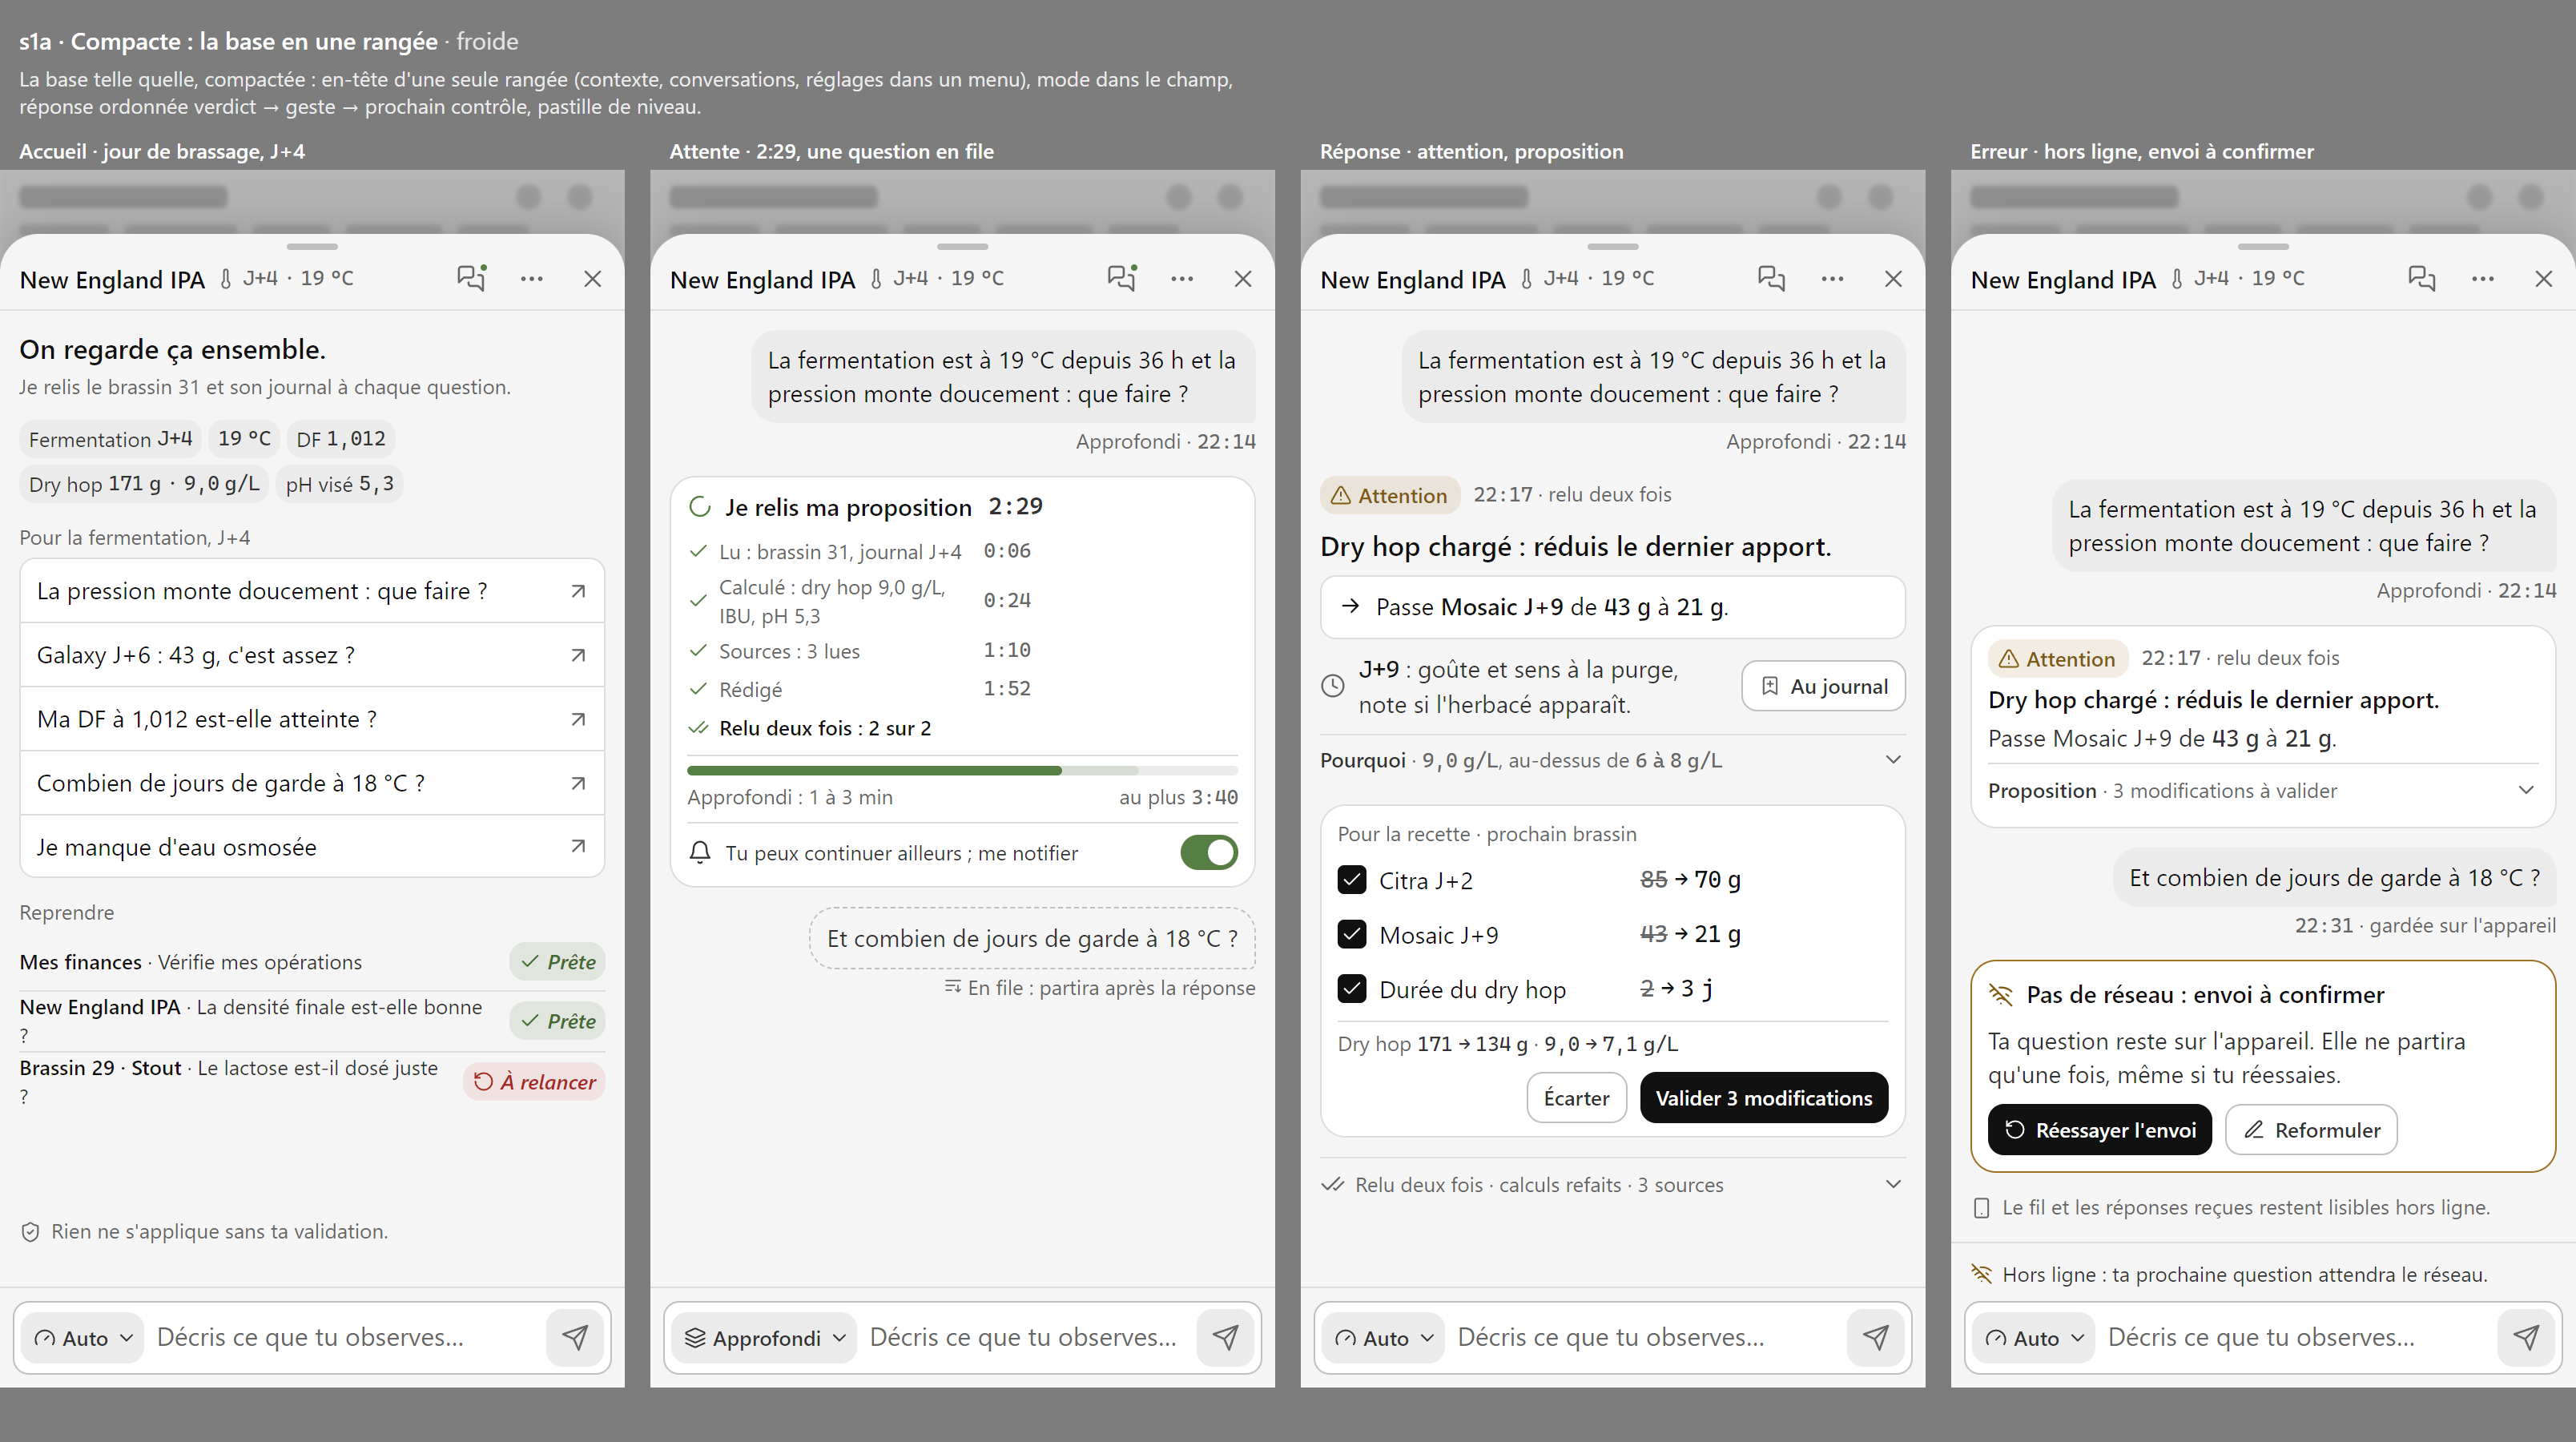 s1a · Compacte : la base en une rangée · froide
La base telle quelle, compactée : en-tête d'une seule rangée (contexte, conversations, réglages dans un menu), mode dans le champ,
réponse ordonnée verdict → geste → prochain contrôle, pastille de niveau.
Accueil · jour de brassage, J+4
New England IPA J+4 · 19 °C
On regarde ça ensemble.
Je relis le brassin 31 et son journal à chaque question.
Fermentation J+4 19 °C DF 1,012
Dry hop 171 g · 9,0 g/L pH visé 5,3
Pour la fermentation, J+4
La pression monte doucement : que faire ?
Galaxy J+6 : 43 g, c'est assez ?
Ma DF à 1,012 est-elle atteinte ?
Combien de jours de garde à 18 °C ?
Je manque d'eau osmosée
Reprendre
Mes finances · Vérifie mes opérations Prête
New England IPA · La densité finale est-elle bonne
?
Prête
Brassin 29 · Stout · Le lactose est-il dosé juste
?
À relancer
Rien ne s'applique sans ta validation.
Auto Décris ce que tu observes...
Attente · 2:29, une question en file
New England IPA J+4 · 19 °C
La fermentation est à 19 °C depuis 36 h et la
pression monte doucement : que faire ?
Approfondi · 22:14
Je relis ma proposition 2:29
Lu : brassin 31, journal J+4 0:06
Calculé : dry hop 9,0 g/L,
IBU, pH 5,3
0:24
Sources : 3 lues 1:10
Rédigé 1:52
Relu deux fois : 2 sur 2
Approfondi : 1 à 3 min au plus 3:40
Tu peux continuer ailleurs ; me notifier
Et combien de jours de garde à 18 °C ?
En file : partira après la réponse
Approfondi Décris ce que tu observes...
Réponse · attention, proposition
New England IPA J+4 · 19 °C
La fermentation est à 19 °C depuis 36 h et la
pression monte doucement : que faire ?
Approfondi · 22:14
Attention 22:17 · relu deux fois
Dry hop chargé : réduis le dernier apport.
→ Passe Mosaic J+9 de 43 g à 21 g.
J+9 : goûte et sens à la purge,
note si l'herbacé apparaît.
Au journal
Pourquoi · 9,0 g/L, au-dessus de 6 à 8 g/L
Pour la recette · prochain brassin
Citra J+2 85 → 70 g
Mosaic J+9 43 → 21 g
Durée du dry hop 2 → 3 j
Dry hop 171 → 134 g · 9,0 → 7,1 g/L
Écarter Valider 3 modifications
Relu deux fois · calculs refaits · 3 sources
Auto Décris ce que tu observes...
Erreur · hors ligne, envoi à confirmer
New England IPA J+4 · 19 °C
La fermentation est à 19 °C depuis 36 h et la
pression monte doucement : que faire ?
Approfondi · 22:14
Attention 22:17 · relu deux fois
Dry hop chargé : réduis le dernier apport.
Passe Mosaic J+9 de 43 g à 21 g.
Proposition · 3 modifications à valider
Et combien de jours de garde à 18 °C ?
22:31 · gardée sur l'appareil
Pas de réseau : envoi à confirmer
Ta question reste sur l'appareil. Elle ne partira
qu'une fois, même si tu réessaies.
Réessayer l'envoi Reformuler
Le fil et les réponses reçues restent lisibles hors ligne.
Hors ligne : ta prochaine question attendra le réseau.
Auto Décris ce que tu observes...